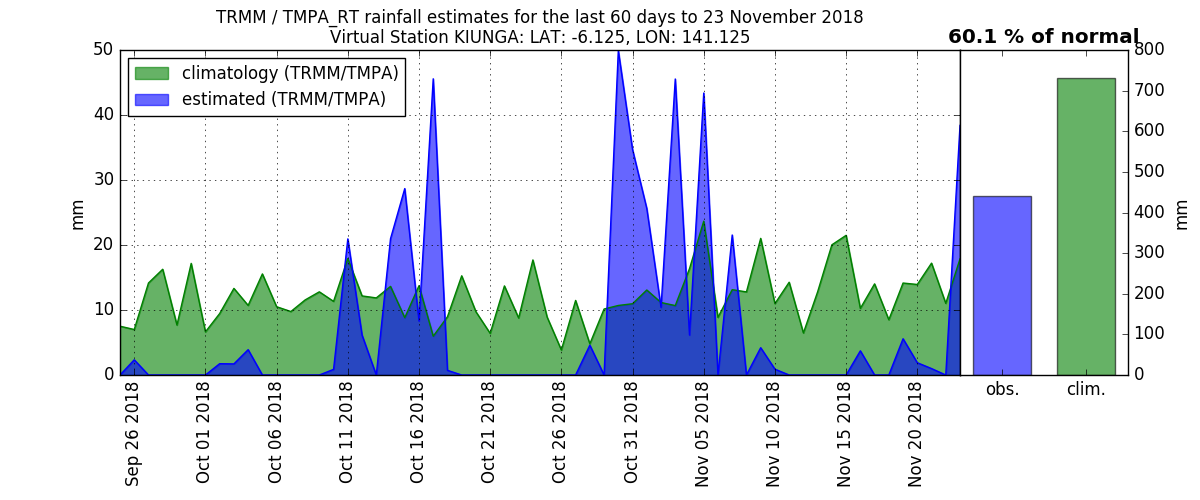 TRMM / TMPA_RT rainfall estimates for the last 60 days to 23 November 2018
Virtual Station KIUNGA: LAT: -6.125, LON: 141.125
60.1 % of normal
climatology (TRMM/TMPA)
estimated (TRMM/TMPA)
50
40
30
20
10
0
mm
Sep 26 2018
Oct 01 2018
Oct 06 2018
Oct 11 2018
Oct 16 2018
Oct 21 2018
Oct 26 2018
Oct 31 2018
Nov 05 2018
Nov 10 2018
Nov 15 2018
Nov 20 2018
obs.
clim.
800
700
600
500
400
300
200
100
0
mm